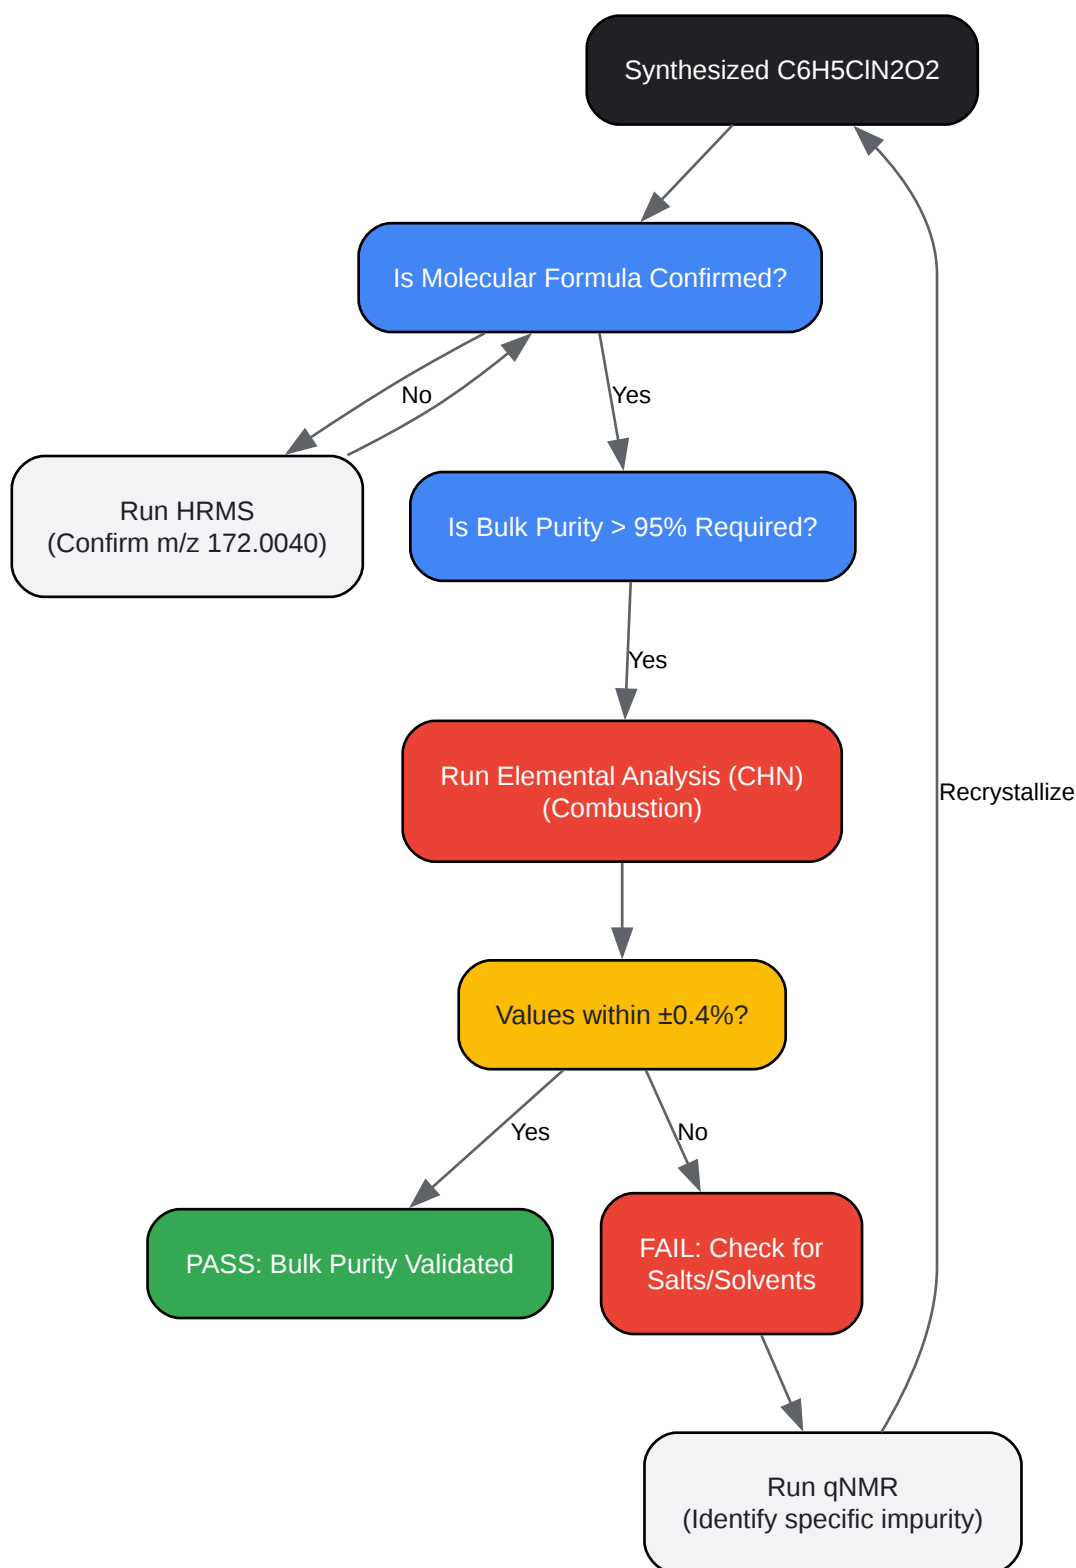 Synthesized C6H5ClN2O2
Is Molecular Formula Confirmed?
No
Yes
Run HRMS
(Confirm m/z 172.0040)
Is Bulk Purity > 95% Required?
Yes
Run Elemental Analysis (CHN)
(Combustion)
Recrystallize
Values within ±0.4%?
Yes
No
PASS: Bulk Purity Validated
FAIL: Check for
Salts/Solvents
Run qNMR
(Identify specific impurity)